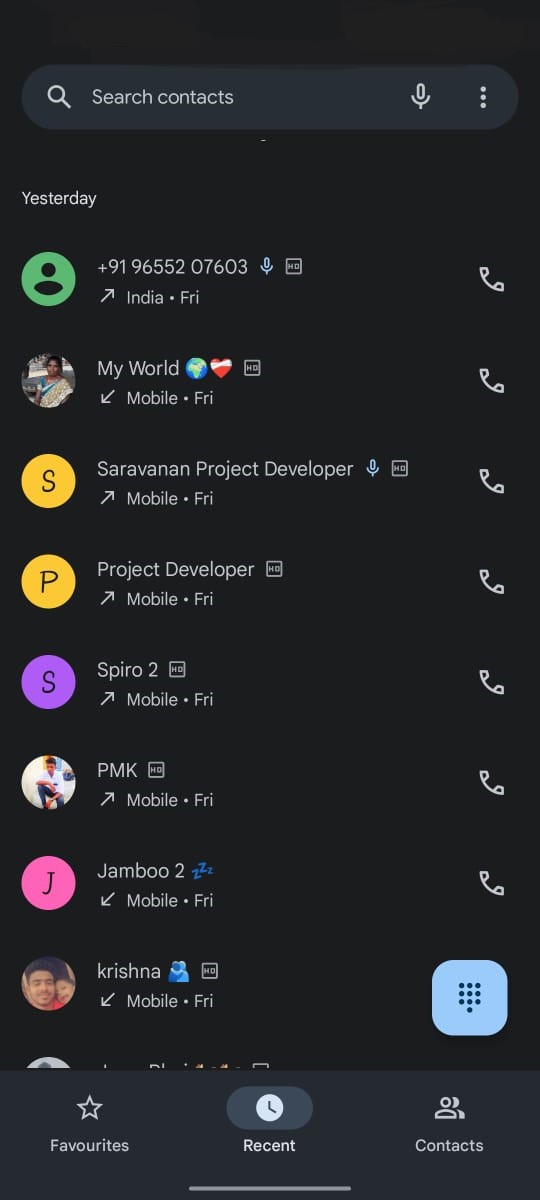 Search contacts
Yesterday
+91 96552 07603 HD
India • Fri
My World 🌍❤️‍🩹 HD
Mobile • Fri
S
Saravanan Project Developer HD
Mobile • Fri
P
Project Developer HD
Mobile • Fri
S
Spiro 2 HD
Mobile • Fri
PMK HD
Mobile • Fri
J
Jamboo 2 💤
Mobile • Fri
krishna 🫂 HD
Mobile • Fri
Favourites
Recent
Contacts